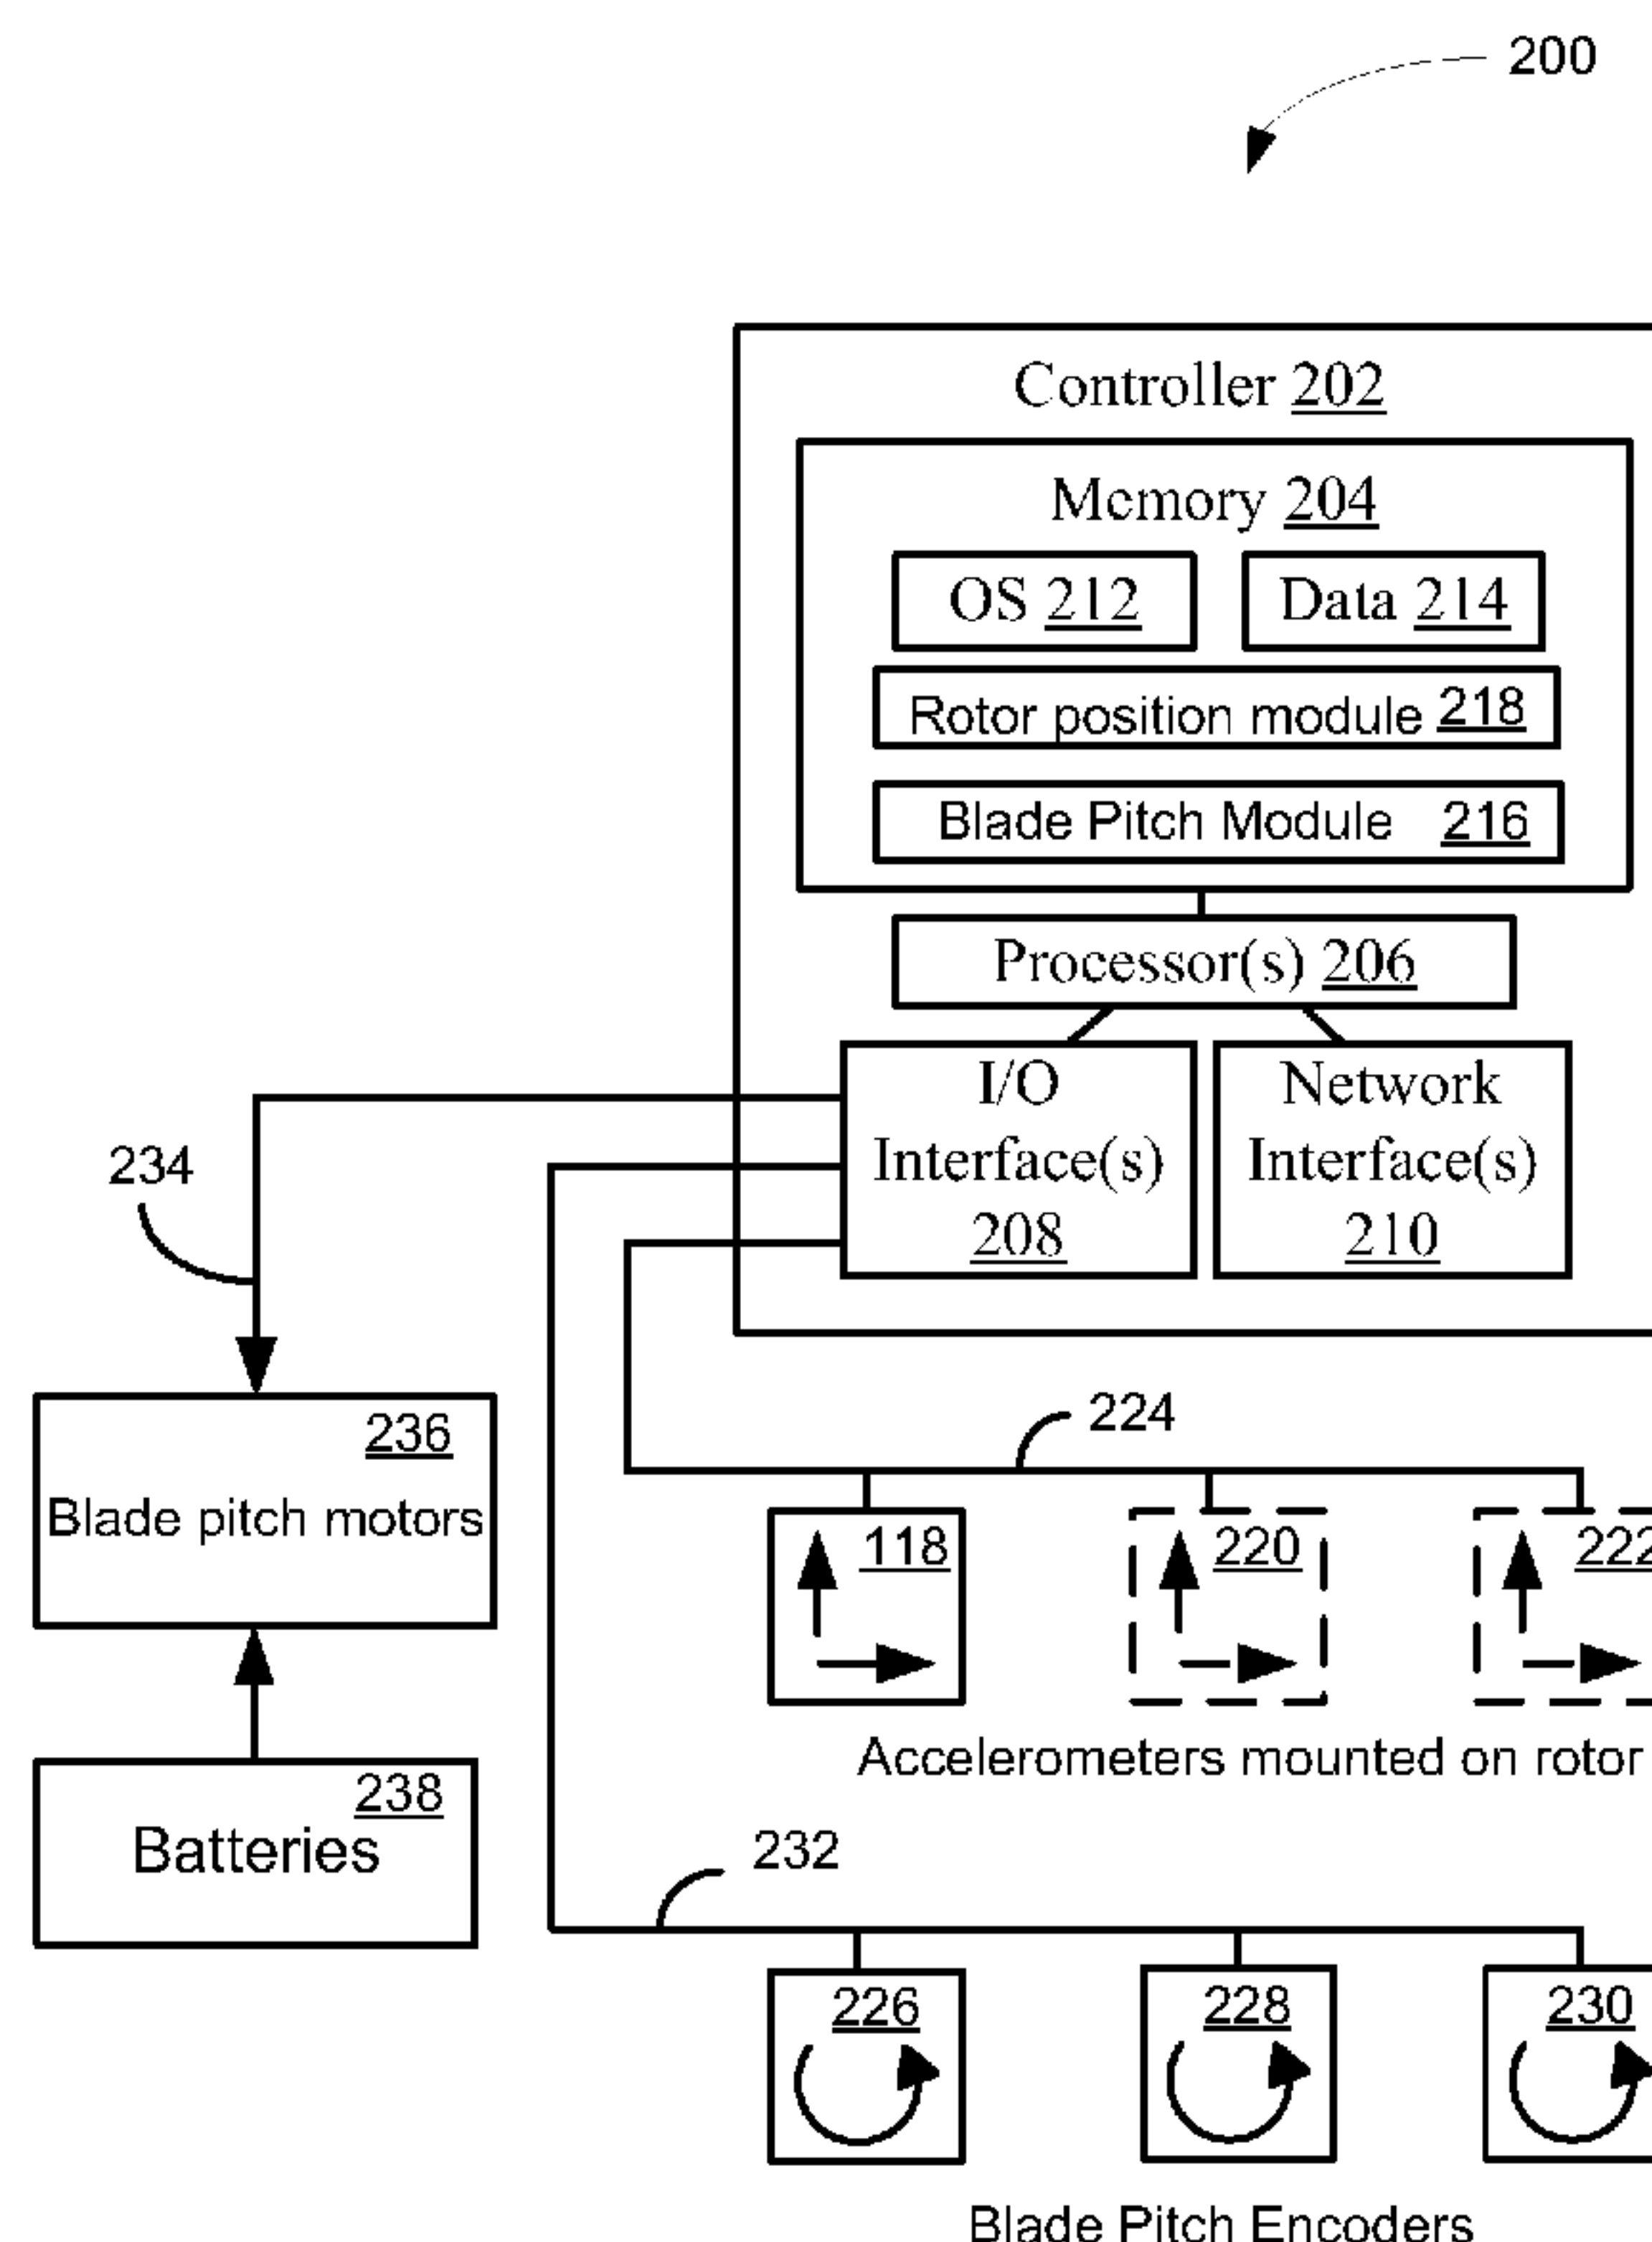 200
Controller 202
Memory 204
OS 212
Data 214
Rotor position module 218
Blade Pitch Module 216
Processor(s) 206
I/O
Interface(s)
208
Network
Interface(s)
210
234
236
Blade pitch motors
224
118
220
222
Accelerometers mounted on rotor
238
Batteries
232
226
228
230
Blade Pitch Encoders